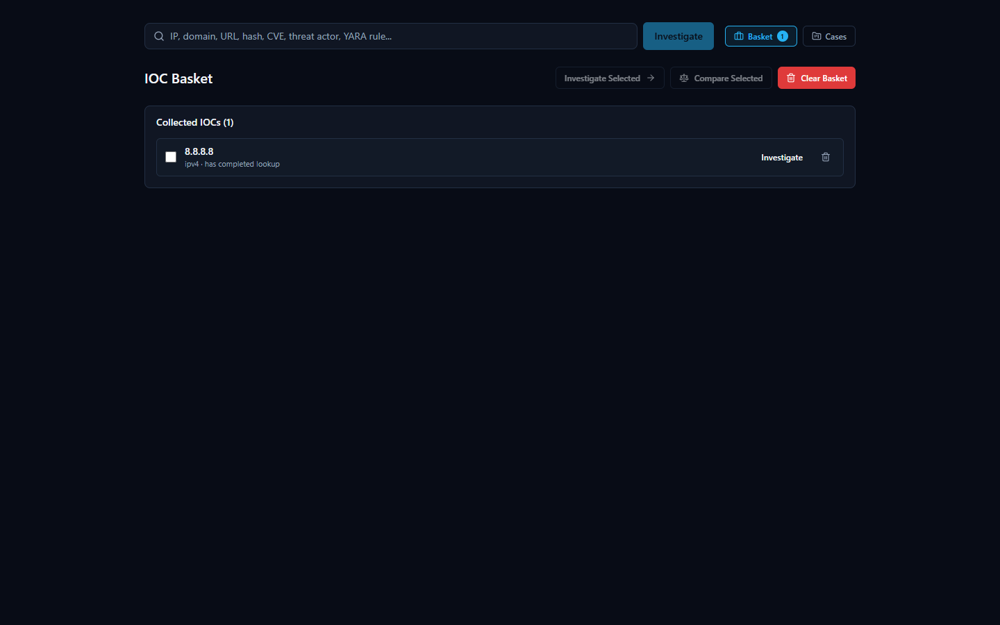 IP, domain, URL, hash, CVE, threat actor, YARA rule...
Investigate
Basket 1
Cases
IOC Basket
Investigate Selected
Compare Selected
Clear Basket
Collected IOCs (1)
8.8.8.8
ipv4 · has completed lookup
Investigate